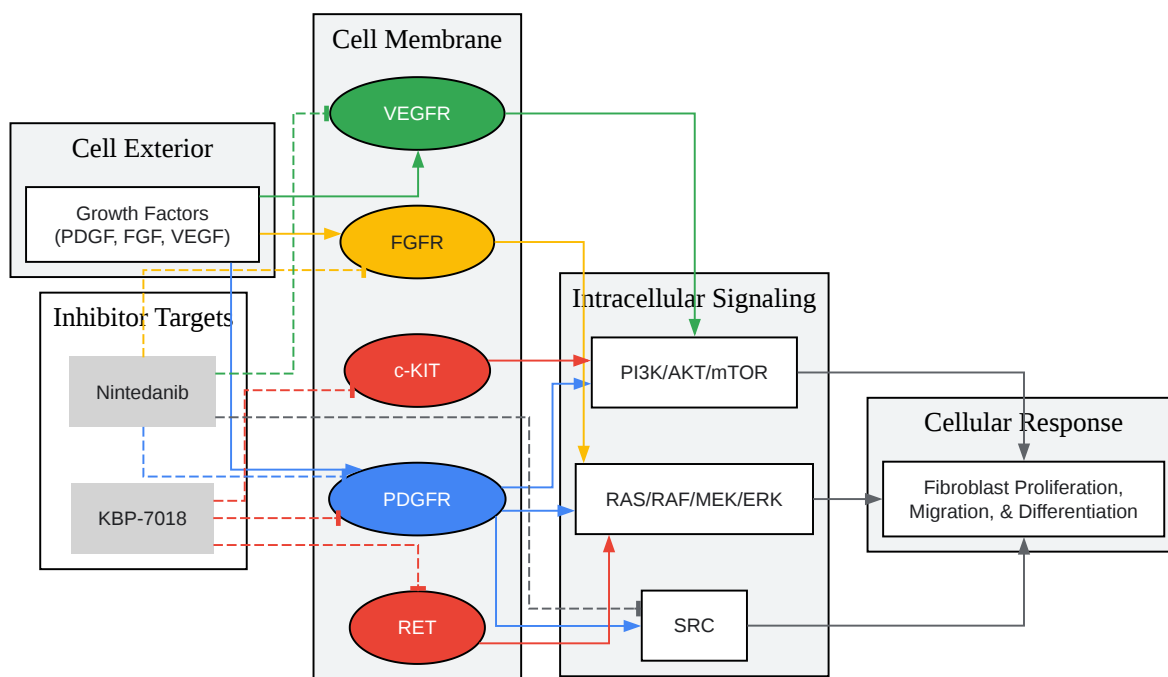 Cell Membrane
VEGFR
Cell Exterior
Growth Factors
(PDGF, FGF, VEGF)
FGFR
Inhibitor Targets
Intracellular Signaling
Nintedanib
c-KIT
PI3K/AKT/mTOR
Cellular Response
KBP-7018
PDGFR
RAS/RAF/MEK/ERK
Fibroblast Proliferation,
Migration, & Differentiation
RET
SRC